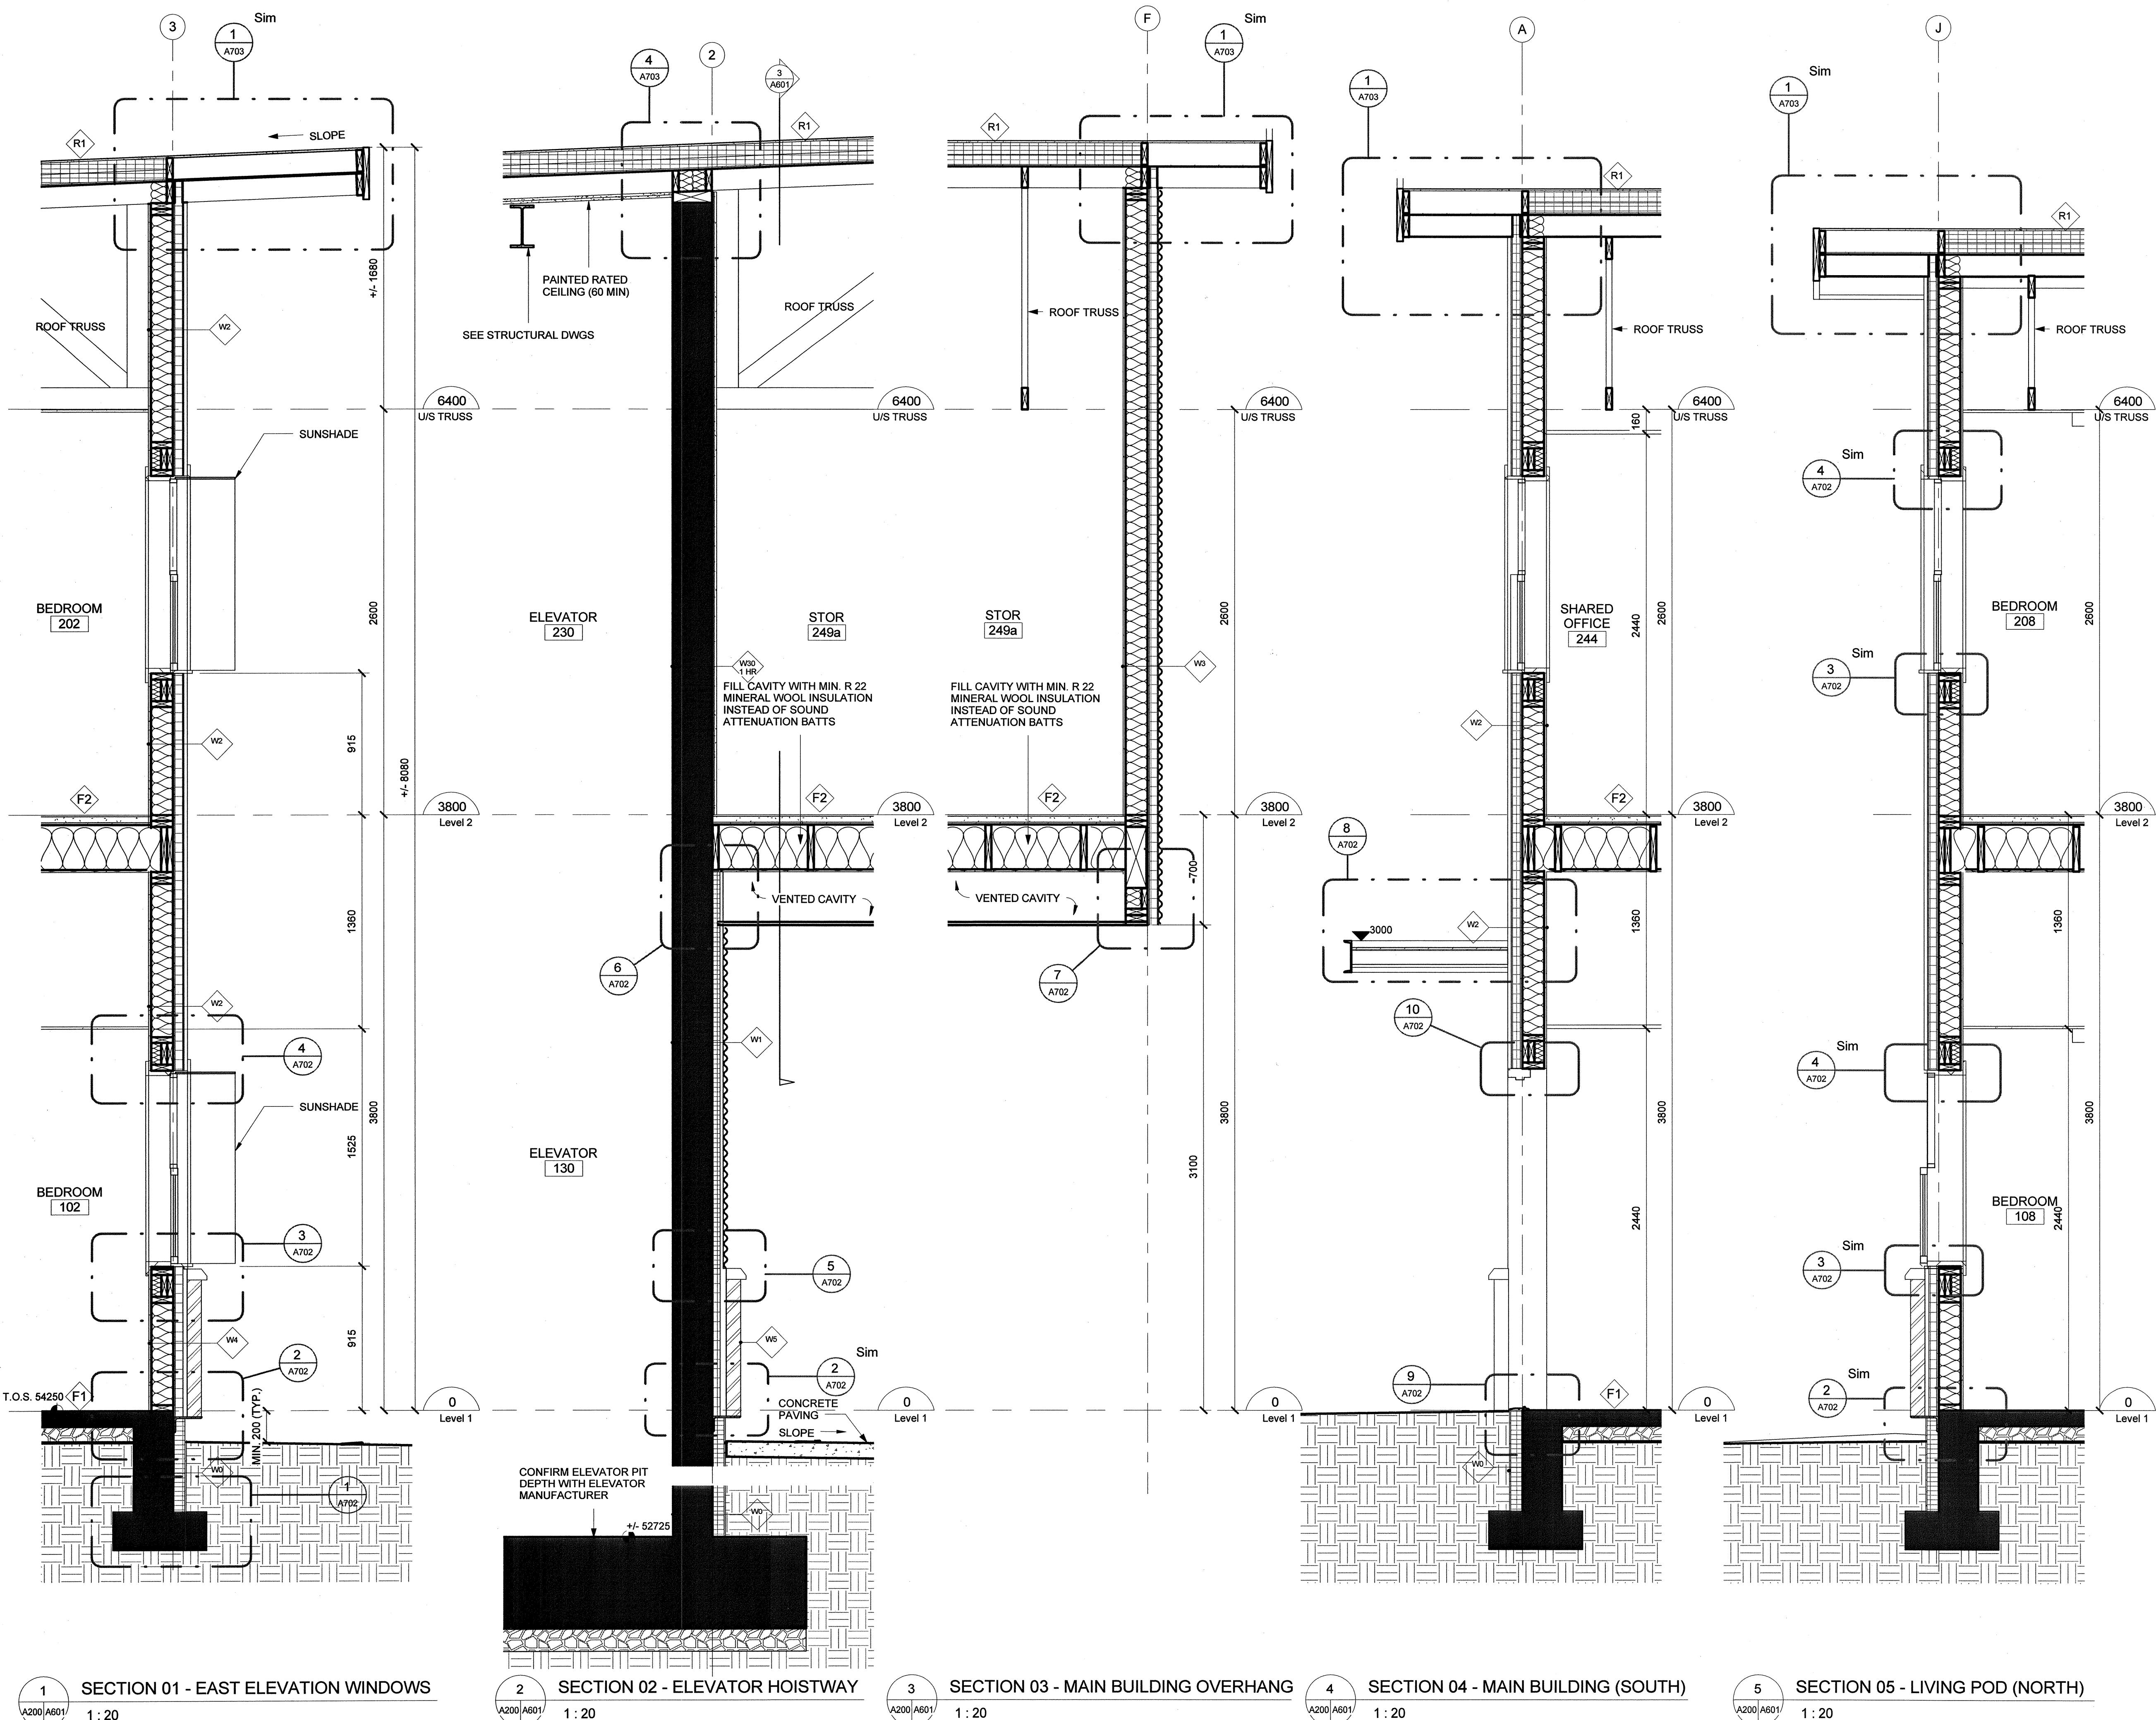 3
1
A703
Sim
R1
SLOPE
+/- 1680
ROOF TRUSS
W2
6400
U/S TRUSS
SUNSHADE
BEDROOM
202
2600
915
W2
+/- 8080
F2
3800
Level 2
1360
W2
4
A702
SUNSHADE
3800
1525
BEDROOM
102
3
A702
915
W4
2
A702
T.O.S. 54250
F1
MIN. 200 (TYP.)
0
Level 1
W0
1
A702
1
A200
A601
SECTION 01 - EAST ELEVATION WINDOWS
1 : 20
4
A703
2
3
A601
R1
PAINTED RATED
CEILING (60 MIN)
SEE STRUCTURAL DWGS
ROOF TRUSS
6400
U/S TRUSS
ELEVATOR
230
STOR
249a
W30
1 HR
FILL CAVITY WITH MIN. R 22
MINERAL WOOL INSULATION
INSTEAD OF SOUND
ATTENUATION BATTS
F2
3800
Level 2
VENTED CAVITY
6
A702
W1
ELEVATOR
130
5
A702
W5
2
A702
Sim
CONCRETE
PAVING
SLOPE
0
Level 1
CONFIRM ELEVATOR PIT
DEPTH WITH ELEVATOR
MANUFACTURER
+/- 52725
W0
2
A200
A601
SECTION 02 - ELEVATOR HOISTWAY
1 : 20
F
1
A703
Sim
R1
ROOF TRUSS
6400
U/S TRUSS
STOR
249a
2600
W3
FILL CAVITY WITH MIN. R 22
MINERAL WOOL INSULATION
INSTEAD OF SOUND
ATTENUATION BATTS
F2
3800
Level 2
700
VENTED CAVITY
7
A702
3800
3100
0
Level 1
3
A200
A601
SECTION 03 - MAIN BUILDING OVERHANG
1 : 20
A
1
A703
R1
ROOF TRUSS
6400
U/S TRUSS
160
SHARED
OFFICE
244
2440
2600
W2
F2
3800
Level 2
8
A702
3000
W2
1360
10
A702
3800
2440
9
A702
F1
0
Level 1
W0
4
A200
A601
SECTION 04 - MAIN BUILDING (SOUTH)
1 : 20
J
1
A703
Sim
R1
ROOF TRUSS
6400
U/S TRUSS
Sim
4
A702
BEDROOM
208
2600
Sim
3
A702
3800
Level 2
1360
Sim
4
A702
3800
BEDROOM
108
2440
Sim
3
A702
Sim
2
A702
0
Level 1
5
A200
A601
SECTION 05 - LIVING POD (NORTH)
1 : 20